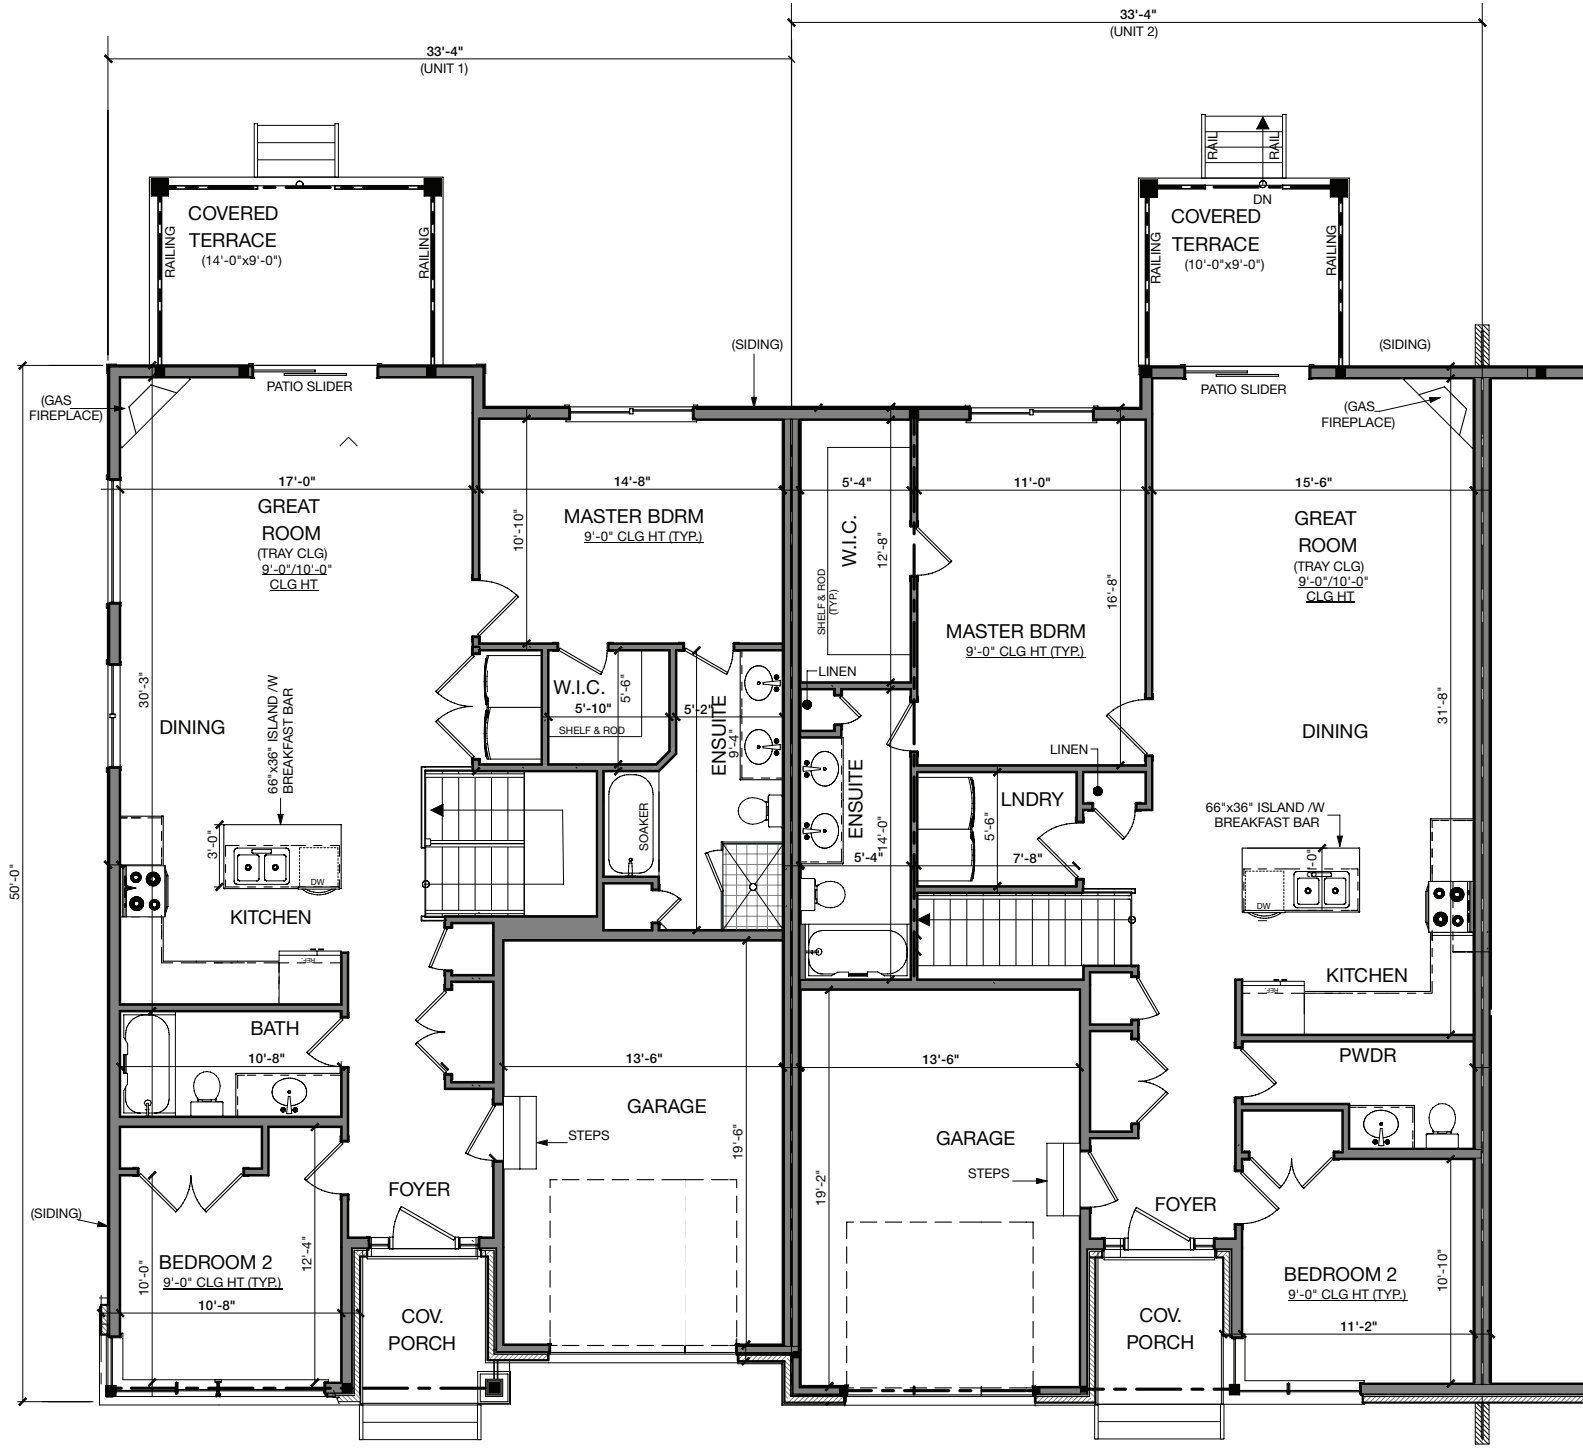 33'-4"
(UNIT 2)
33'-4"
(UNIT 1)
RAIL
RAIL
DN
COVERED
TERRACE
(14'-0"x9'-0")
RAILING
RAILING
COVERED
TERRACE
(10'-0"x9'-0")
RAILING
RAILING
(SIDING)
(SIDING)
PATIO SLIDER
PATIO SLIDER
(GAS
FIREPLACE)
(GAS
FIREPLACE)
17'-0"
14'-8"
5'-4"
11'-0"
15'-6"
GREAT
ROOM
(TRAY CLG)
9'-0"/10'-0"
CLG HT
10'-10"
MASTER BDRM
9'-0" CLG HT (TYP.)
W.I.C.
12'-8"
SHELF & ROD
(TYP.)
LINEN
16'-8"
MASTER BDRM
9'-0" CLG HT (TYP.)
GREAT
ROOM
(TRAY CLG)
9'-0"/10'-0"
CLG HT
30'-3"
DINING
66"x36" ISLAND /W
BREAKFAST BAR
W.I.C.
5'-6"
5'-10"
SHELF & ROD
5'-2"
ENSUITE
9'-4"
SOAKER
ENSUITE
14'-0"
5'-4"
LINEN
LNDRY
5'-6"
7'-8"
31'-8"
DINING
66"x36" ISLAND /W
BREAKFAST BAR
50'-0"
3'-0"
DW
KITCHEN
REF.
DW
'-0"
KITCHEN
REF.
BATH
10'-8"
13'-6"
GARAGE
19'-6"
STEPS
13'-6"
GARAGE
19'-2"
STEPS
PWDR
FOYER
FOYER
(SIDING)
BEDROOM 2
9'-0" CLG HT (TYP.)
10'-0"
12'-4"
10'-8"
COV.
PORCH
COV.
PORCH
BEDROOM 2
9'-0" CLG HT (TYP.)
10'-10"
11'-2"